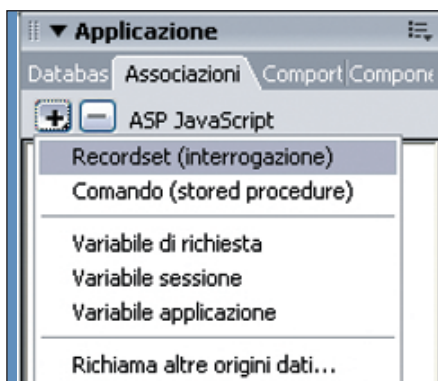 Applicazione
Databas Associazioni Comport Compone
+ - ASP JavaScript
Recordset (interrogazione)
Comando (stored procedure)
Variabile di richiesta
Variabile sessione
Variabile applicazione
Richiama altre origini dati...